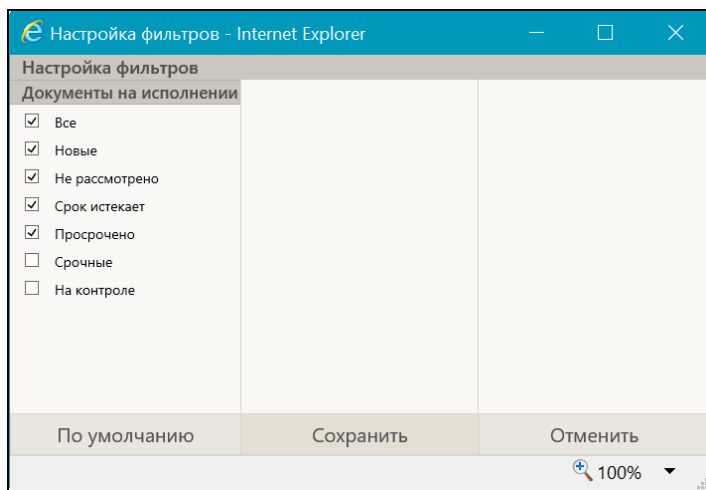 Настройка фильтров - Internet Explorer
Настройка фильтров
Документы на исполнении
Все
Новые
Не рассмотрено
Срок истекает
Просрочено
Срочные
На контроле
По умолчанию
Сохранить
Отменить
100%